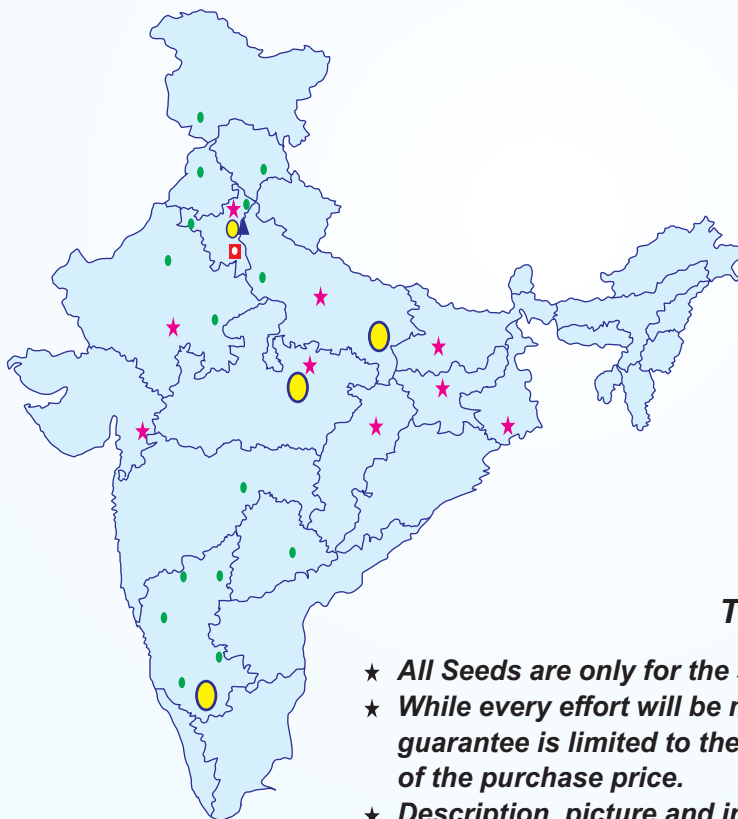 T
★ All Seeds are only for the
★ While every effort will be
guarantee is limited to the
of the purchase price.
★ Description, picture and